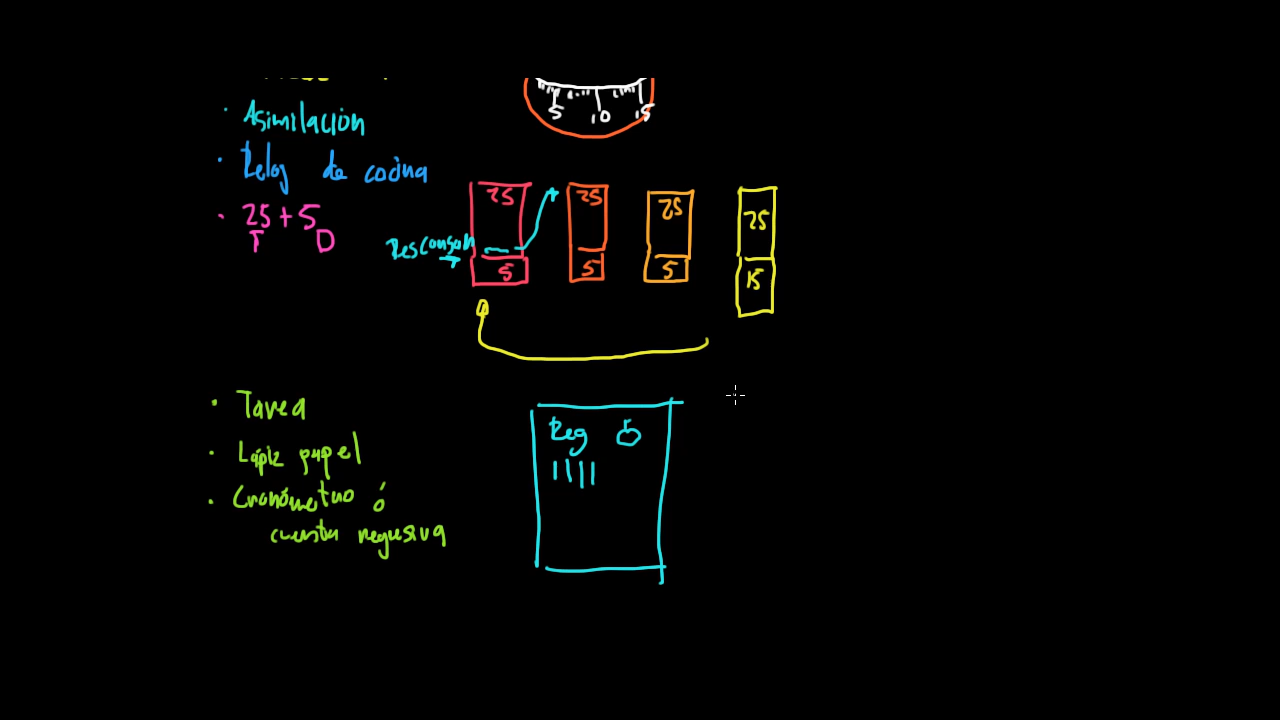 5 10 15
Asimilación
Reloj de cocina
25 + 5
T D
25 25 25 25
Descansan
5 5 5 15
Tarea
Lápiz papel
Cronómetro ó
cuenta regresiva
Reg